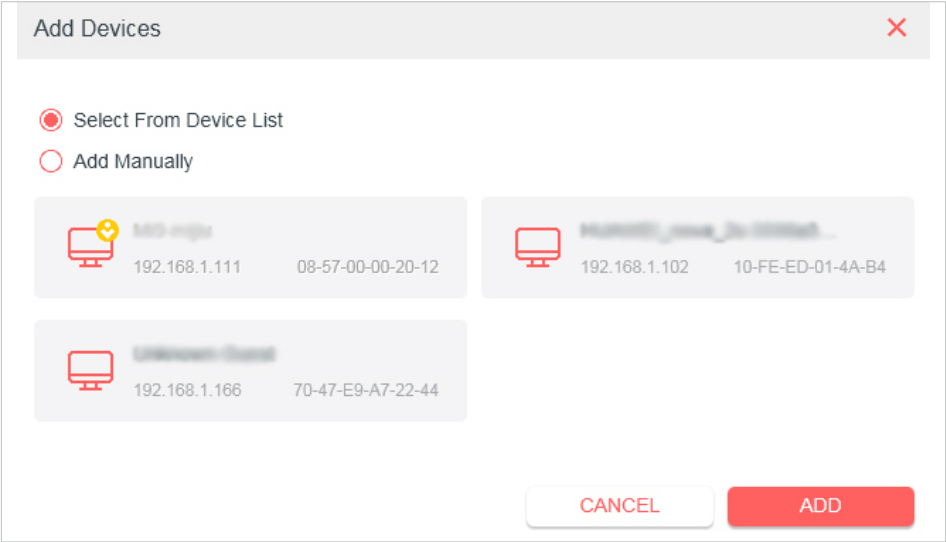 Add Devices
Select From Device List
Add Manually
192.168.1.111 08-57-00-00-20-12
192.168.1.102 10-FE-ED-01-4A-B4
192.168.1.166 70-47-E9-A7-22-44
CANCEL ADD